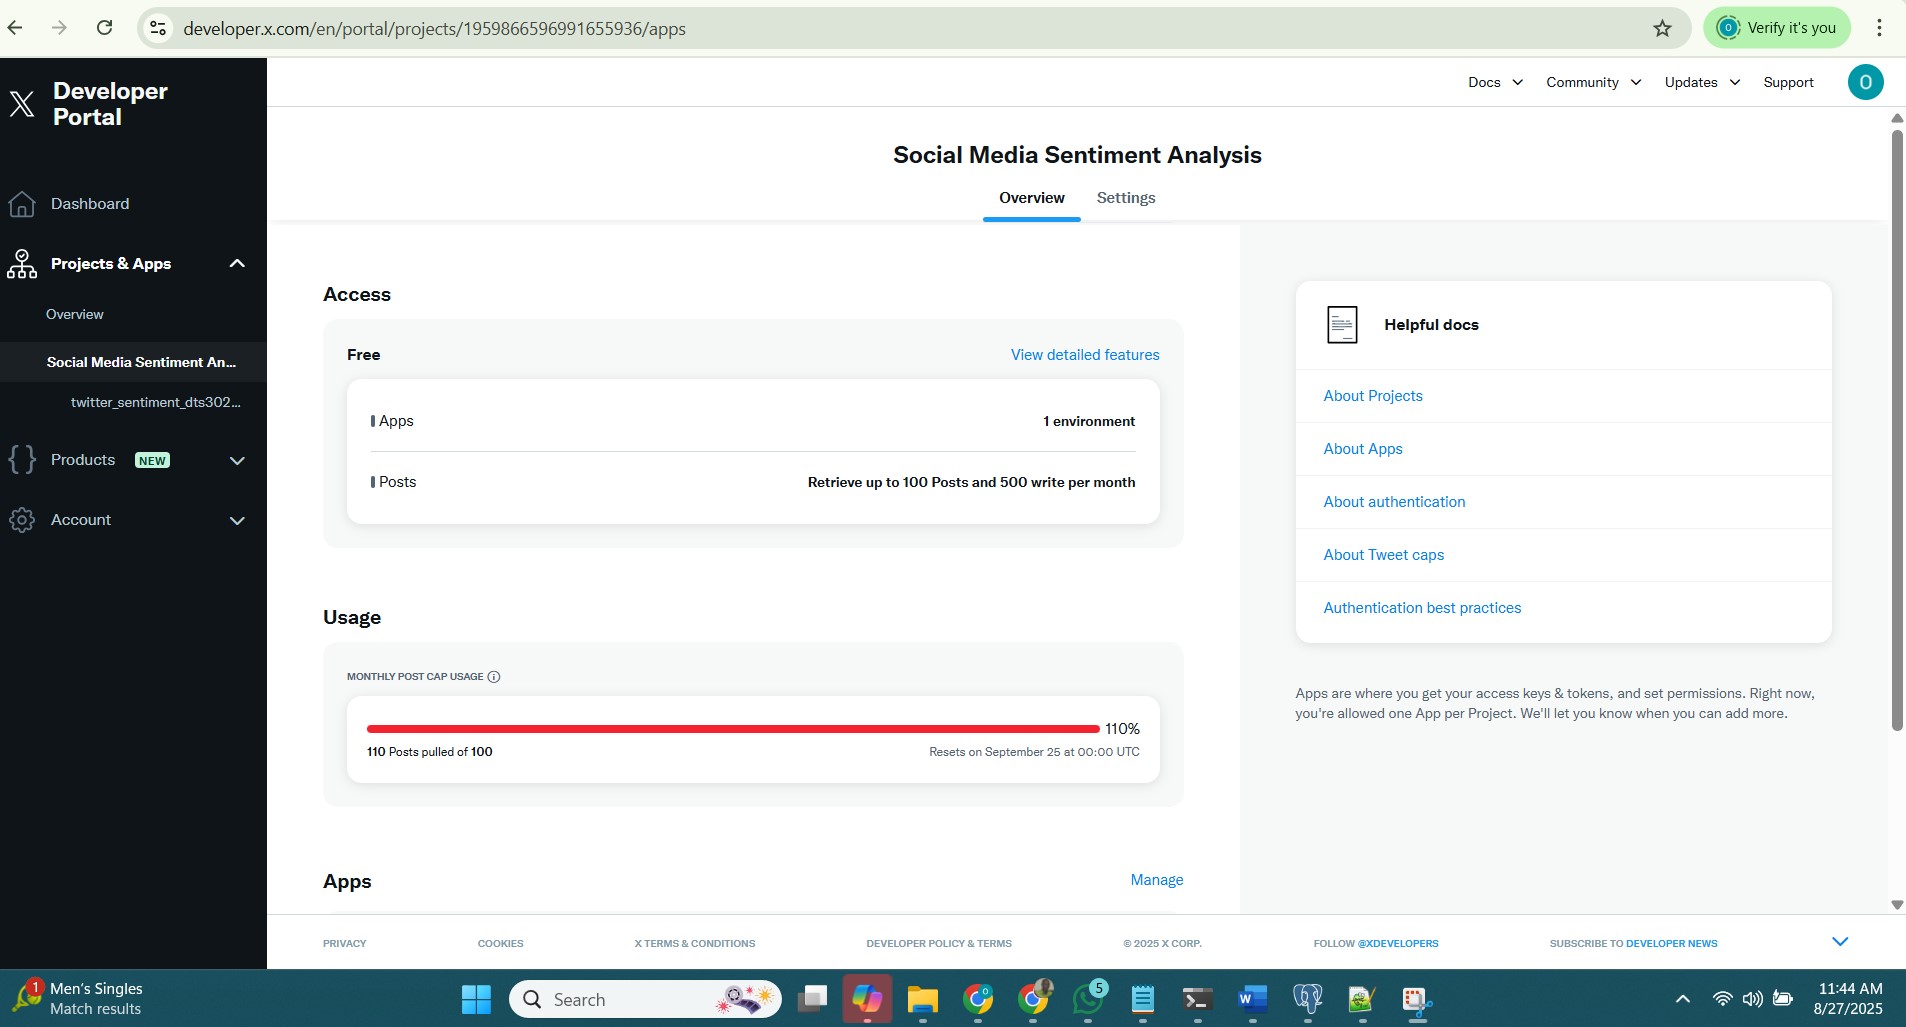 developer.x.com/en/portal/projects/1959866596991655936/apps
O
Verify it's you
Developer
Portal
Docs
Community
Updates
Support
O
Social Media Sentiment Analysis
Overview
Settings
Dashboard
Projects & Apps
Overview
Social Media Sentiment An...
twitter_sentiment_dts302...
Products NEW
Account
Access
Free
View detailed features
Apps
1 environment
Posts
Retrieve up to 100 Posts and 500 write per month
Usage
MONTHLY POST CAP USAGE
110%
110 Posts pulled of 100
Resets on September 25 at 00:00 UTC
Apps
Manage
Helpful docs
About Projects
About Apps
About authentication
About Tweet caps
Authentication best practices
Apps are where you get your access keys & tokens, and set permissions. Right now,
you're allowed one App per Project. We'll let you know when you can add more.
PRIVACY
COOKIES
X TERMS & CONDITIONS
DEVELOPER POLICY & TERMS
© 2025 X CORP.
FOLLOW @XDEVELOPERS
SUBSCRIBE TO DEVELOPER NEWS
1
Men's Singles
Match results
Search
O
5
W
11:44 AM
8/27/2025